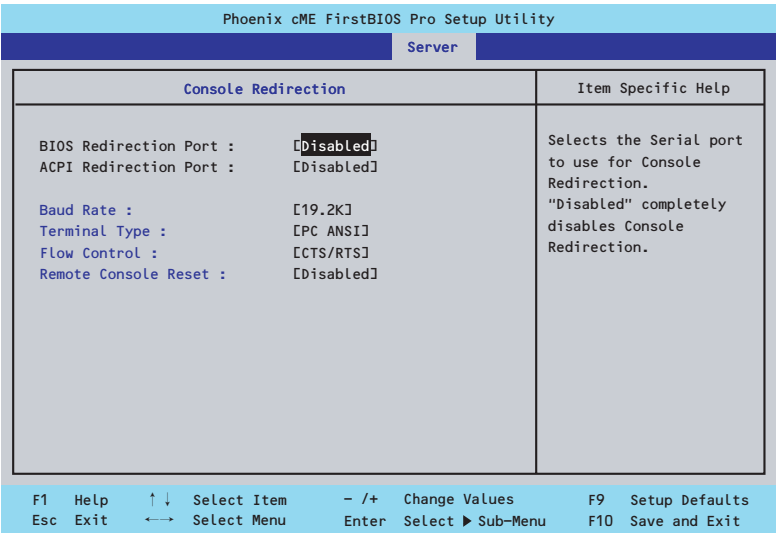 Phoenix cME FirstBIOS Pro Setup Utility
Server
Console Redirection
Item Specific Help
BIOS Redirection Port : [Disabled]
ACPI Redirection Port : [Disabled]
Baud Rate : [19.2K]
Terminal Type : [PC ANSI]
Flow Control : [CTS/RTS]
Remote Console Reset : [Disabled]
Selects the Serial port
to use for Console
Redirection.
“Disabled" completely
disables Console
Redirection.
F1 Help ↑↓ Select Item - /+ Change Values F9 Setup Defaults
Esc Exit ←→ Select Menu Enter Select ▶ Sub-Menu F10 Save and Exit